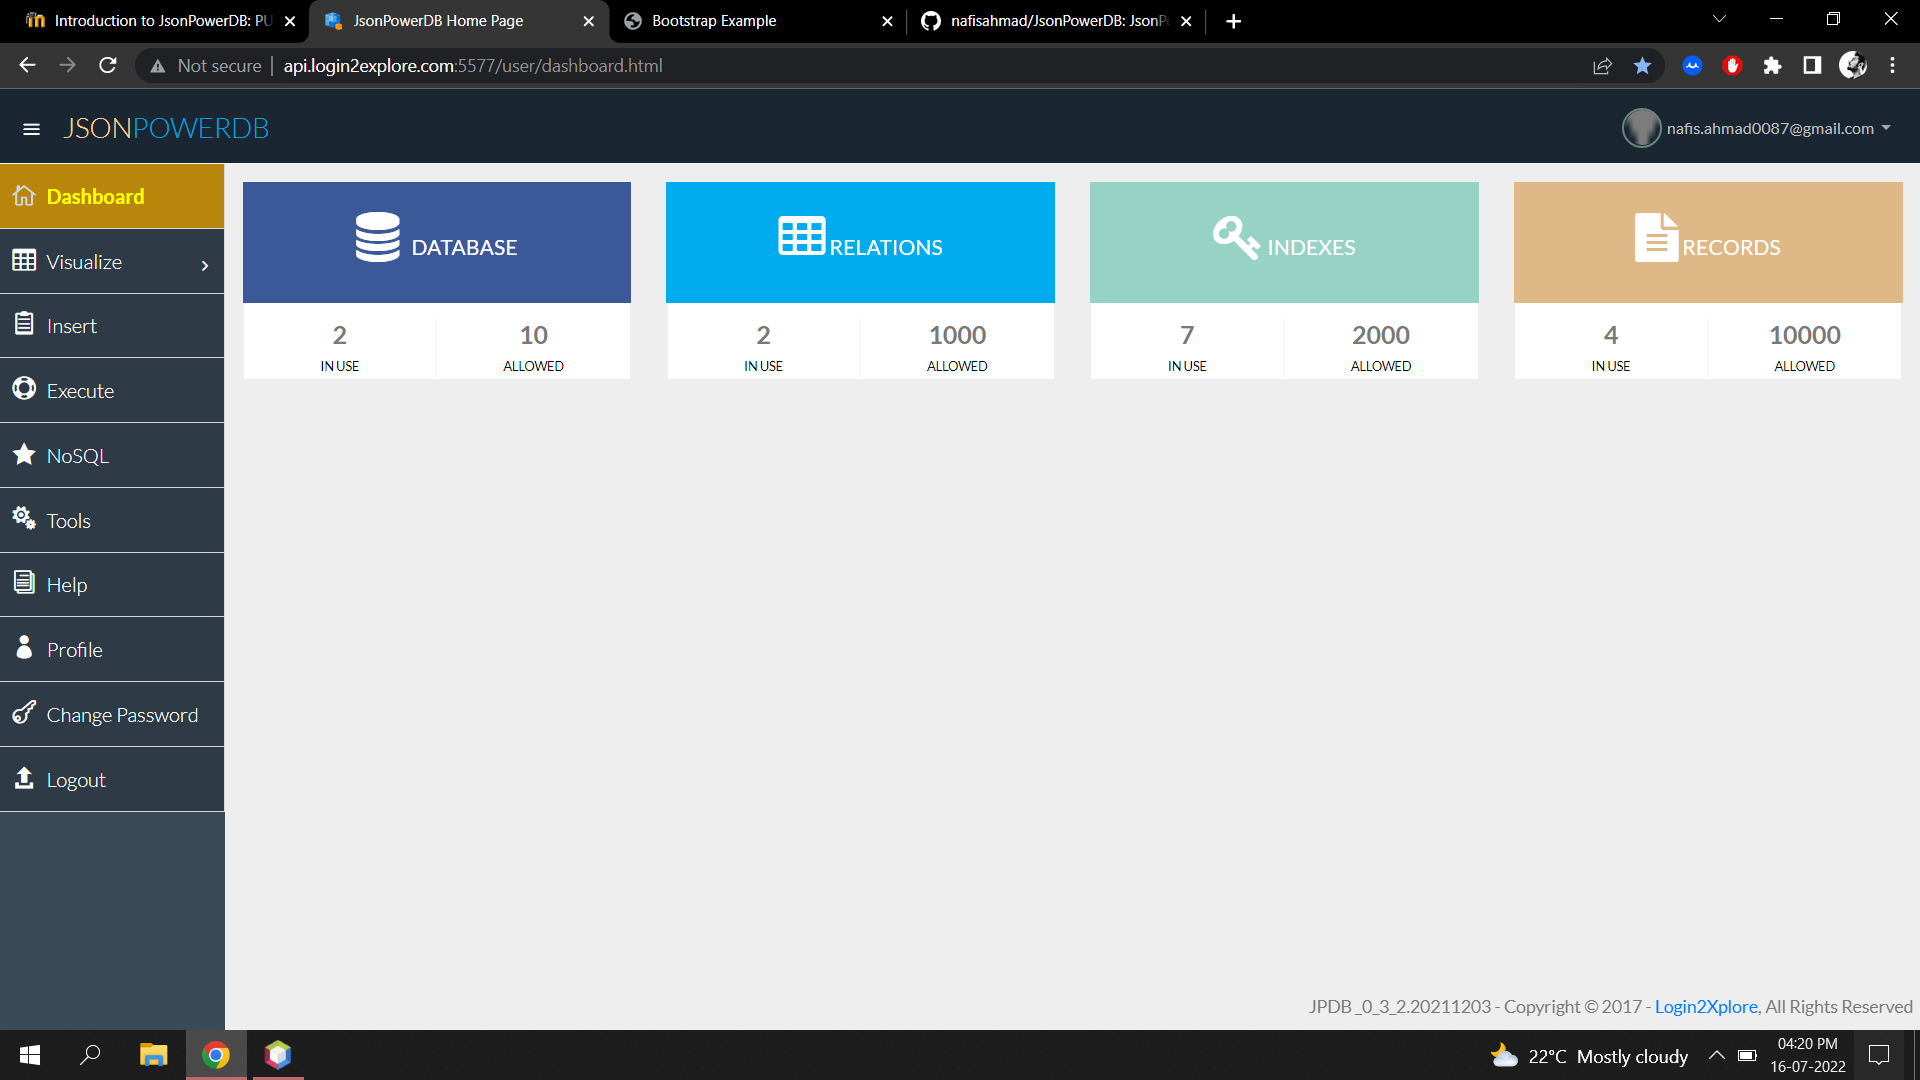 Introduction to JsonPowerDB: PU
JsonPowerDB Home Page
Bootstrap Example
nafisahmad/JsonPowerDB: JsonP
Not secure
api.login2explore.com:5577/user/dashboard.html
JSONPOWERDB
nafis.ahmad0087@gmail.com
Dashboard
Visualize
Insert
Execute
NoSQL
Tools
Help
Profile
Change Password
Logout
DATABASE
2
IN USE
10
ALLOWED
RELATIONS
2
IN USE
1000
ALLOWED
INDEXES
7
IN USE
2000
ALLOWED
RECORDS
4
IN USE
10000
ALLOWED
JPDB_0_3_2.20211203 - Copyright © 2017 - Login2Xplore, All Rights Reserved
22°C Mostly cloudy
04:20 PM
16-07-2022